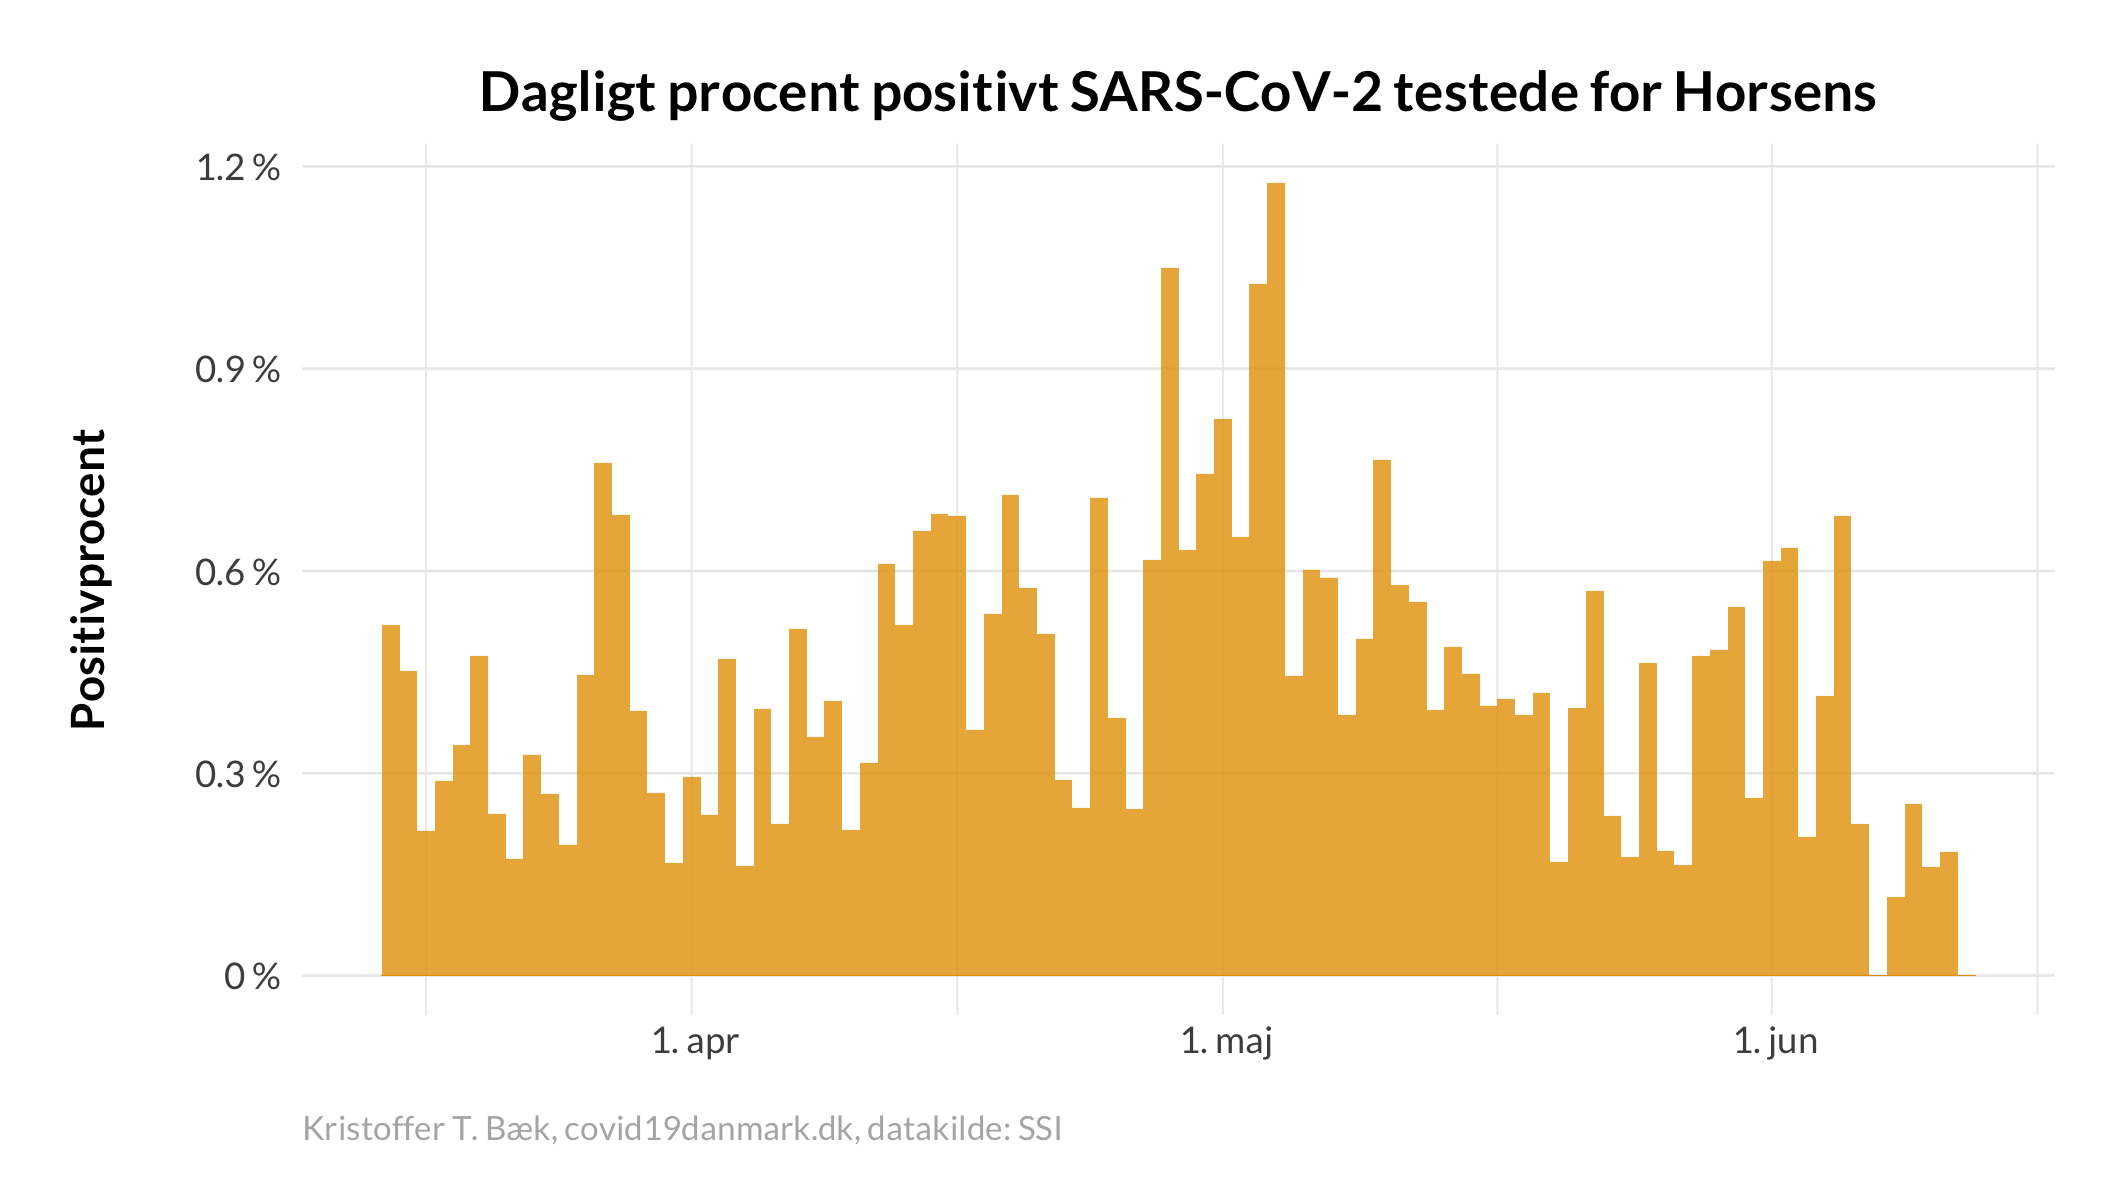 Dagligt procent positivt SARS-CoV-2 testede for Horsens
Positivprocent
1.2 %
0.9 %
0.6 %
0.3 %
0 %
1. apr
1. maj
1. jun
Kristoffer T. Bæk, covid19danmark.dk, datakilde: SSI